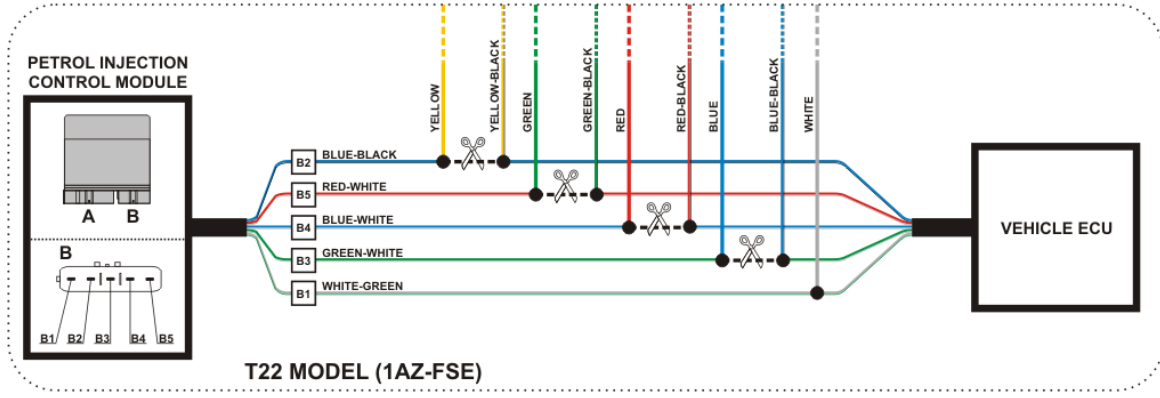 PETROL INJECTION
CONTROL MODULE
A B
B
B1 B2 B3 B4 B5
YELLOW
YELLOW-BLACK
GREEN
GREEN-BLACK
RED
RED-BLACK
BLUE
BLUE-BLACK
WHITE
B2 BLUE-BLACK
B5 RED-WHITE
B4 BLUE-WHITE
B3 GREEN-WHITE
B1 WHITE-GREEN
VEHICLE ECU
T22 MODEL (1AZ-FSE)